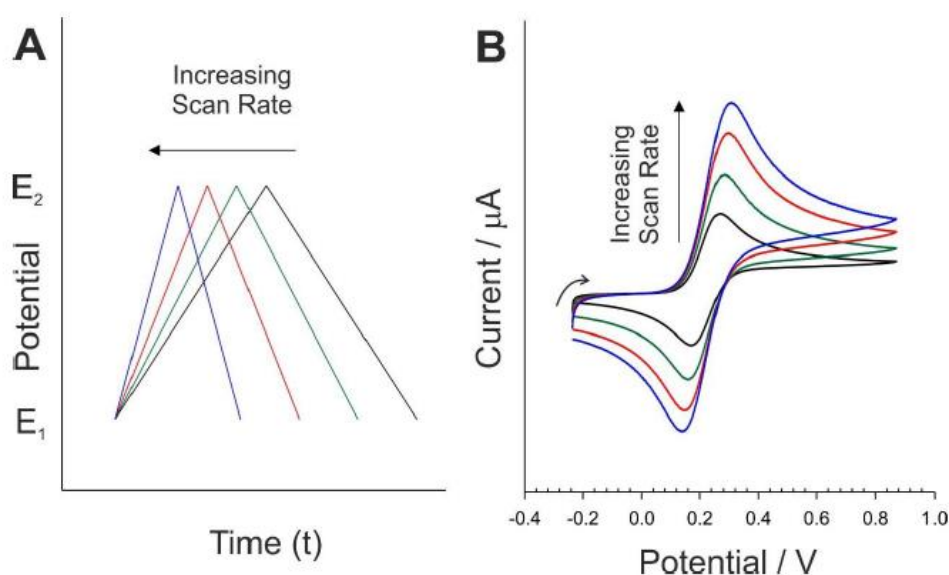 A
Increasing
Scan Rate
E2
Potential
E1
Time (t)
B
Increasing
Scan Rate
Current / μA
-0.4 -0.2 0.0 0.2 0.4 0.6 0.8 1.0
Potential / V